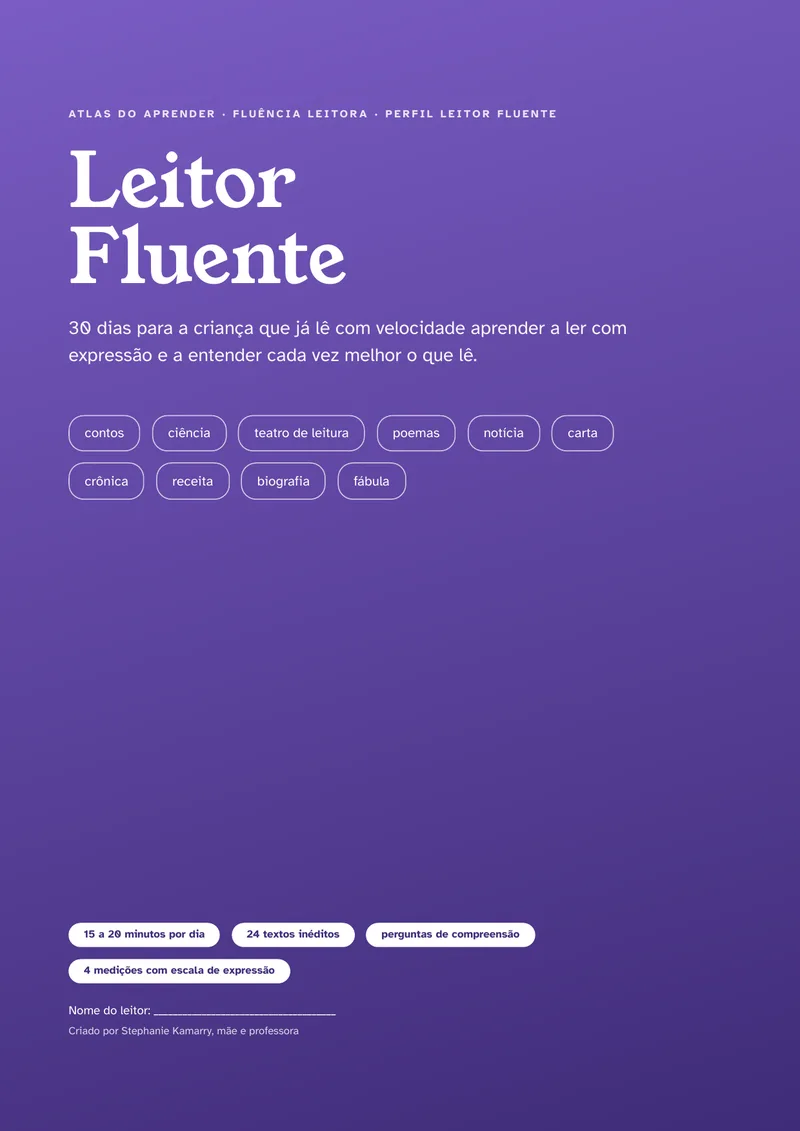 ATLAS DO APRENDER · FLUÊNCIA LEITORA · PERFIL LEITOR FLUENTE
Leitor
Fluente
30 dias para a criança que já lê com velocidade aprender a ler com
expressão e a entender cada vez melhor o que lê.
contos ciência teatro de leitura poemas notícia carta
crônica receita biografia fábula
15 a 20 minutos por dia 24 textos inéditos perguntas de compreensão
4 medições com escala de expressão
Nome do leitor: ______________________________
Criado por Stephanie Kamarry, mãe e professora